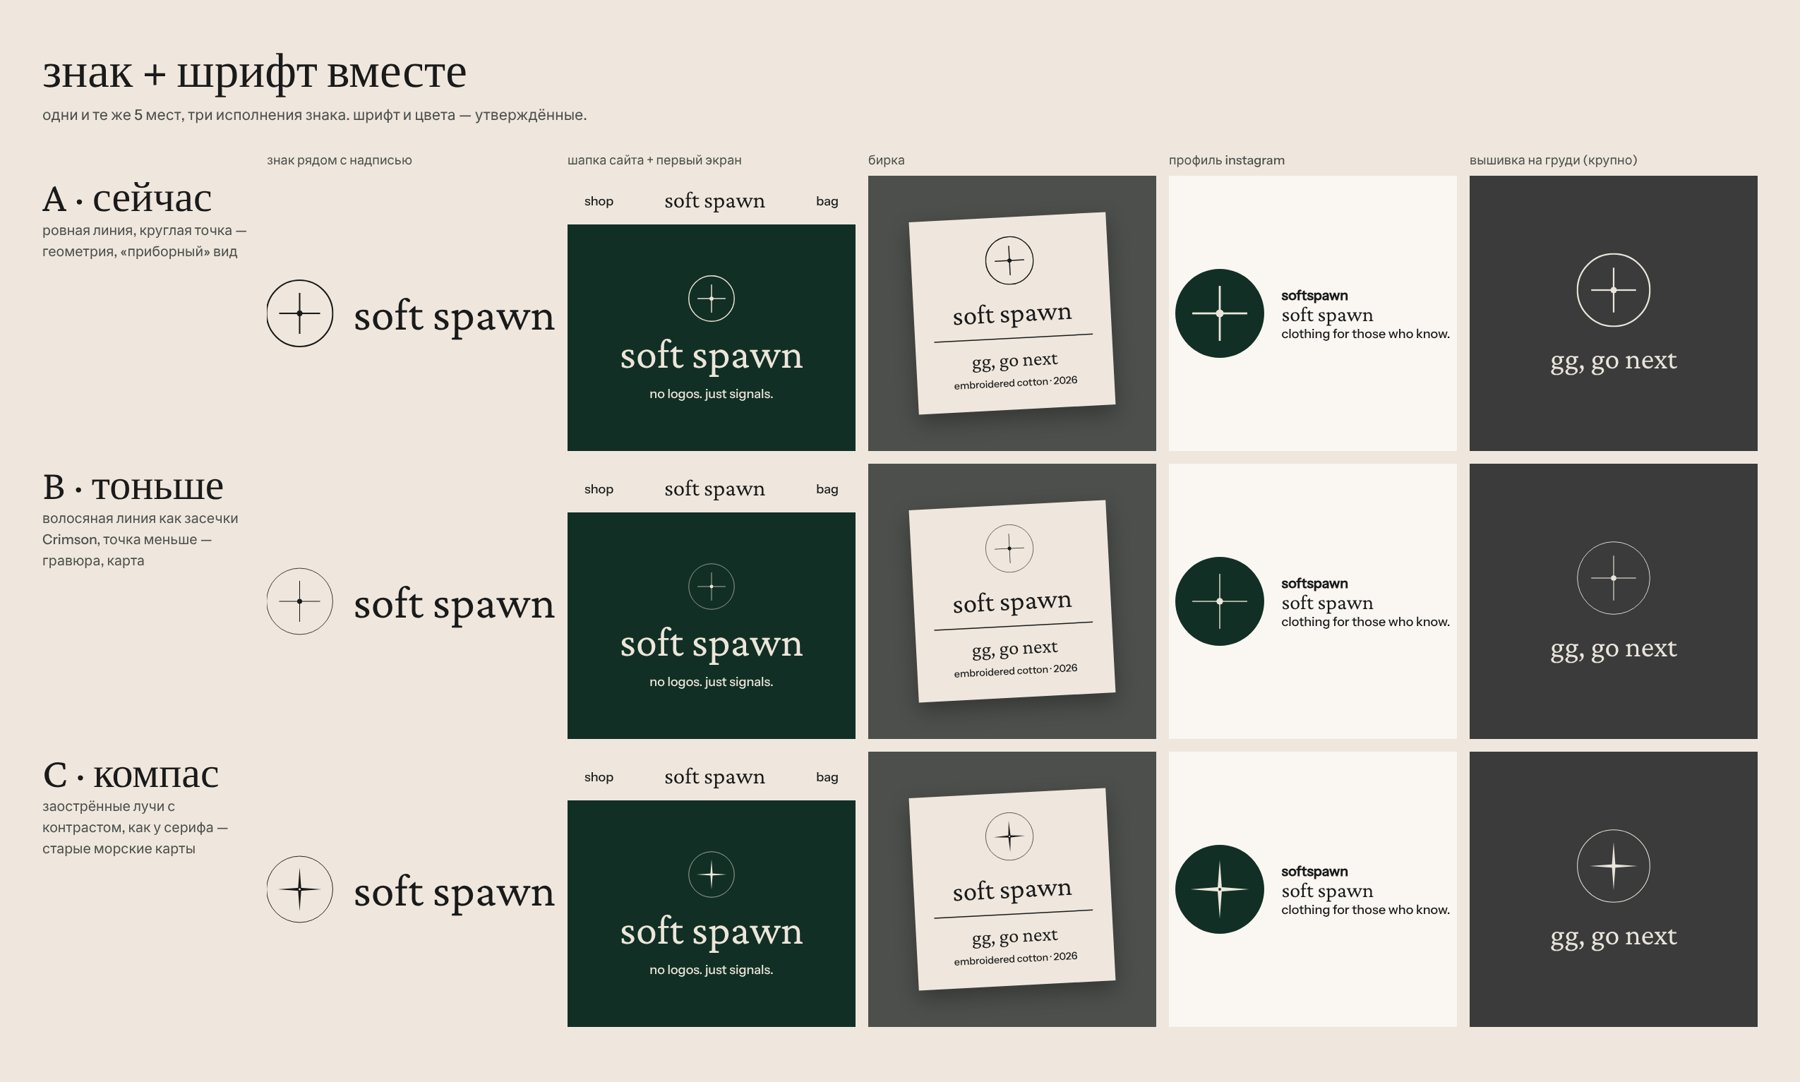 знак + шрифт вместе
одни и те же 5 мест, три исполнения знака. шрифт и цвета — утверждённые.
знак рядом с надписью
шапка сайта + первый экран
бирка
профиль instagram
вышивка на груди (крупно)
A · сейчас
ровная линия, круглая точка —
геометрия, «приборный» вид
soft spawn
shop
soft spawn
bag
soft spawn
no logos. just signals.
soft spawn
gg, go next
embroidered cotton · 2026
softspawn
soft spawn
clothing for those who know.
gg, go next
B · тоньше
волосяная линия как засечки
Crimson, точка меньше —
гравюра, карта
soft spawn
shop
soft spawn
bag
soft spawn
no logos. just signals.
soft spawn
gg, go next
embroidered cotton · 2026
softspawn
soft spawn
clothing for those who know.
gg, go next
C · компас
заострённые лучи с
контрастом, как у серифа —
старые морские карты
soft spawn
shop
soft spawn
bag
soft spawn
no logos. just signals.
soft spawn
gg, go next
embroidered cotton · 2026
softspawn
soft spawn
clothing for those who know.
gg, go next